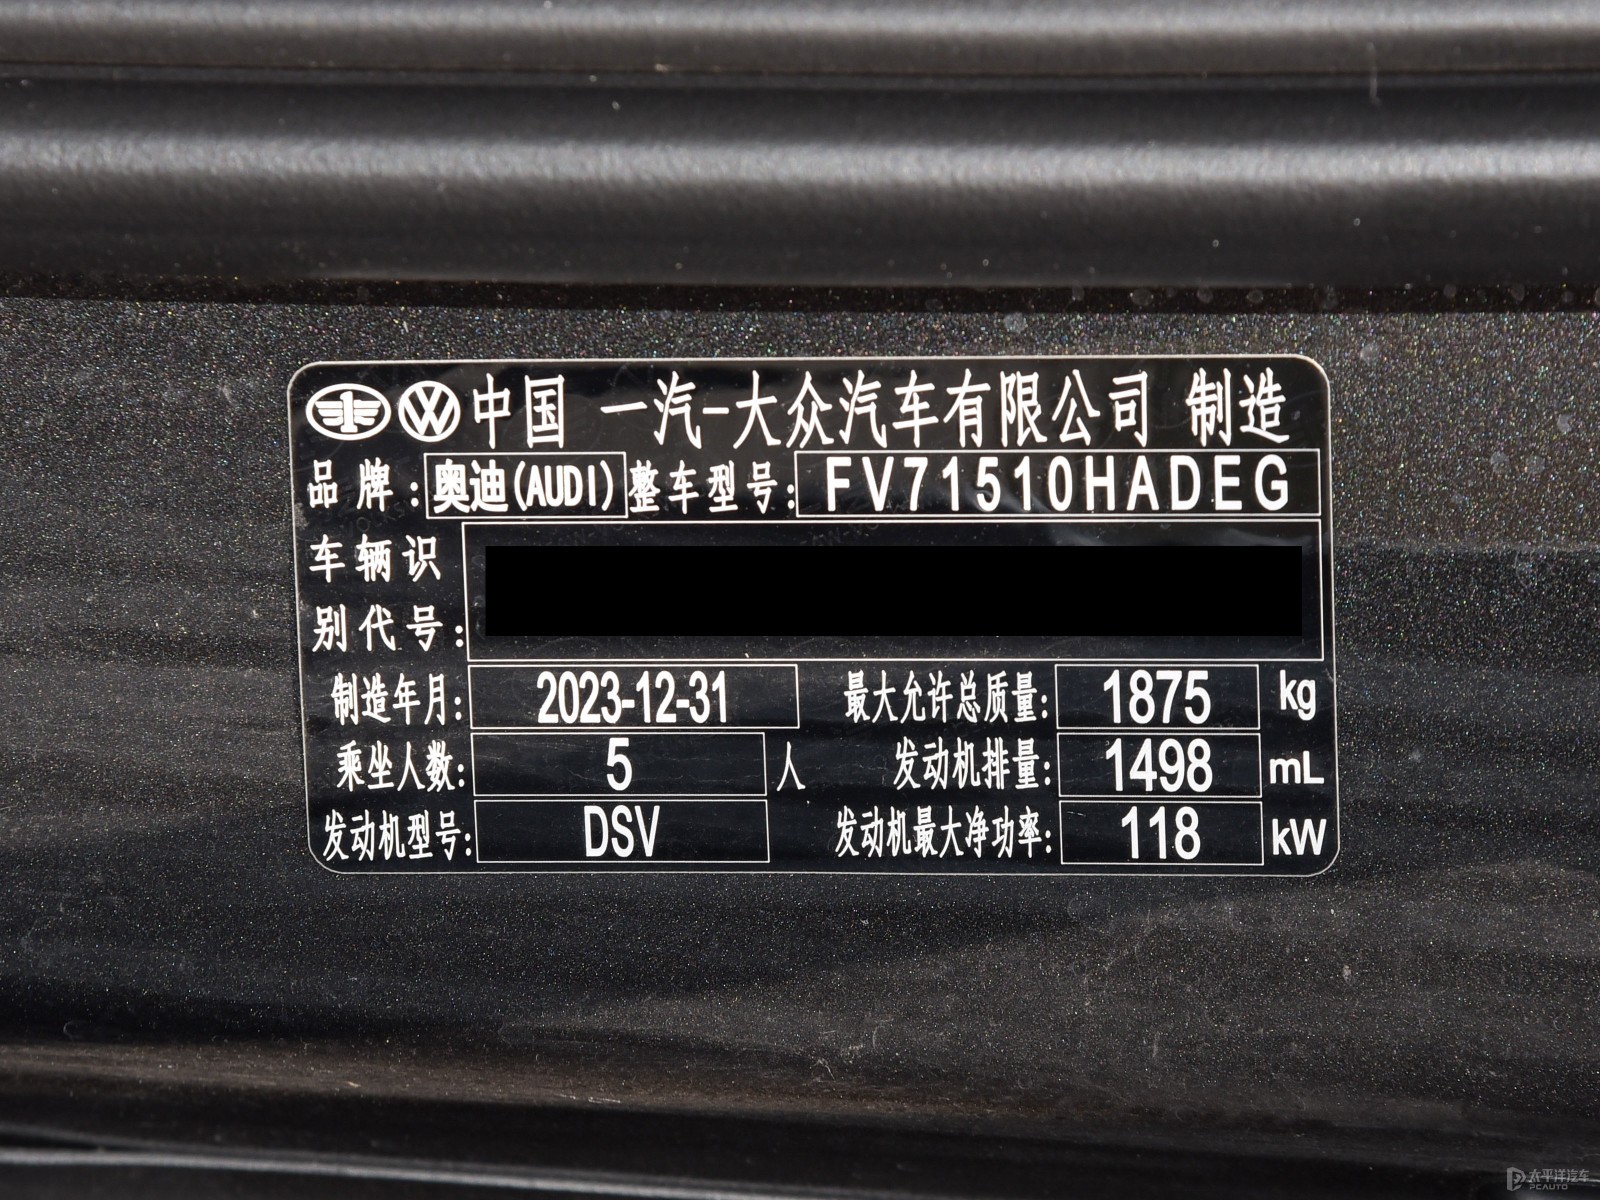 中国 一汽-大众汽车有限公司 制造
品牌: 奥迪(AUDI) 整车型号: FV71510HADEG
车辆识
别代号:
制造年月: 2023-12-31 最大允许总质量: 1875 kg
乘坐人数: 5 人 发动机排量: 1498 mL
发动机型号: DSV 发动机最大净功率: 118 kW
太平洋汽车
PCAUTO